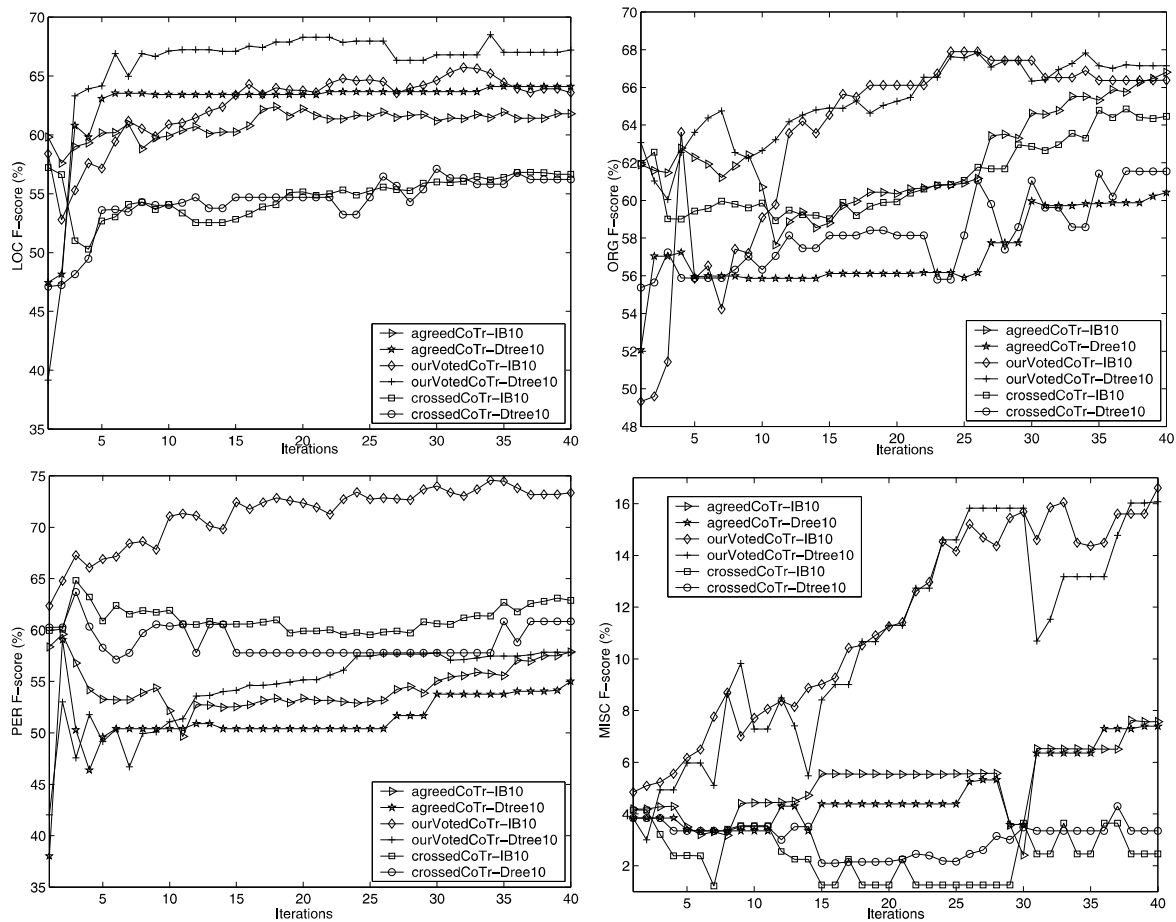 70
65
60
55
50
45
40
35
LOC F-score (%)
5 10 15 20 25 30 35 40
Iterstions
agreedCoTr-IB10
agreedCoTr-Dtree10
ourVotedCoTr-IB10
ourVotedCoTr-Dtree10
crossedCoTr-IB10
crossedCoTr-Dtree10
70
68
66
64
62
60
58
56
54
52
50
48
ORG F-score (%)
5 10 15 20 25 30 35 40
Iterations
agreedCoTr-IB10
agreedCoTr-Dtree10
ourVotedCoTr-IB10
ourVotedCoTr-Dtree10
crossedCoTr-IB10
crossedCoTr-Dtree10
75
70
65
60
55
50
45
40
35
PER F-score (%)
5 10 15 20 25 30 35 40
Iterations
agreedCoTr-IB10
agreedCoTr-Dtree10
ourVotedCoTr-IB10
ourVotedCoTr-Dtree10
crossedCoTr-IB10
crossedCoTr-Dree10
16
14
12
10
8
6
4
2
MISC F-score (%)
5 10 15 20 25 30 35 40
Iterations
agreedCoTr-IB10
agreedCoTr-Dree10
ourVotedCoTr-IB10
ourVotedCoTr-Dtree10
crossedCoTr-IB10
crossedCoTr-Dtree10